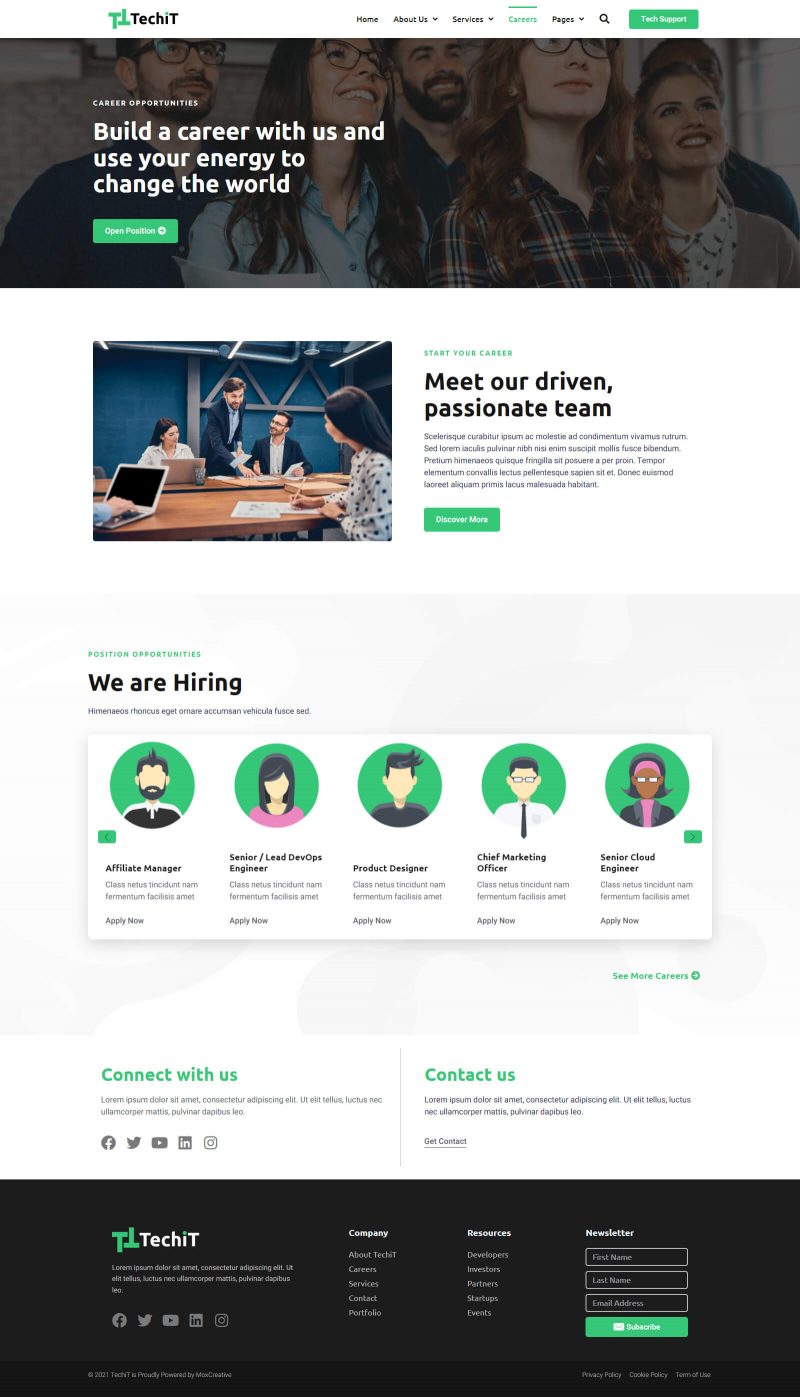 TechiT
Home About Us Services Careers Pages Tech Support
CAREER OPPORTUNITIES
Build a career with us and
use your energy to
change the world
Open Position
START YOUR CAREER
Meet our driven,
passionate team
Scelerisque curabitur ipsum ac molestie ad condimentum vivamus rutrum.
Sed lorem iaculis pulvinar nibh nisi enim suscipit mollis fusce bibendum.
Pretium himenaeos quisque fringilla sit posuere a per proin. Tempor
elementum convallis lectus pellentesque sapien sit et. Donec euismod
laoreet aliquam primis lacus malesuada habitant.
Discover More
POSITION OPPORTUNITIES
We are Hiring
Himenaeos rhoncus eget ornare accumsan vehicula fusce sed.
Affiliate Manager
Class netus tincidunt nam
fermentum facilisis amet
Apply Now
Senior / Lead DevOps
Engineer
Class netus tincidunt nam
fermentum facilisis amet
Apply Now
Product Designer
Class netus tincidunt nam
fermentum facilisis amet
Apply Now
Chief Marketing
Officer
Class netus tincidunt nam
fermentum facilisis amet
Apply Now
Senior Cloud
Engineer
Class netus tincidunt nam
fermentum facilisis amet
Apply Now
See More Careers
Connect with us
Lorem ipsum dolor sit amet, consectetur adipiscing elit. Ut elit tellus, luctus nec
ullamcorper mattis, pulvinar dapibus leo.
Contact us
Lorem ipsum dolor sit amet, consectetur adipiscing elit. Ut elit tellus, luctus
nec ullamcorper mattis, pulvinar dapibus leo.
Get Contact
TechiT
Lorem ipsum dolor sit amet, consectetur adipiscing elit. Ut
elit tellus, luctus nec ullamcorper mattis, pulvinar dapibus
leo.
Company
About TechiT
Careers
Services
Contact
Portfolio
Resources
Developers
Investors
Partners
Startups
Events
Newsletter
First Name
Last Name
Email Address
Subscribe
© 2021 TechiT is Proudly Powered by MoxCreative
Privacy Policy Cookie Policy Term of Use